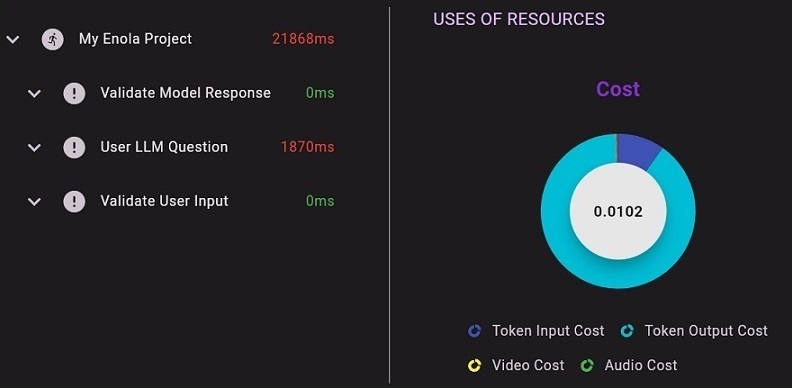 My Enola Project 21868ms
Validate Model Response 0ms
User LLM Question 1870ms
Validate User Input 0ms
USES OF RESOURCES
Cost
0.0102
Token Input Cost Token Output Cost
Video Cost Audio Cost